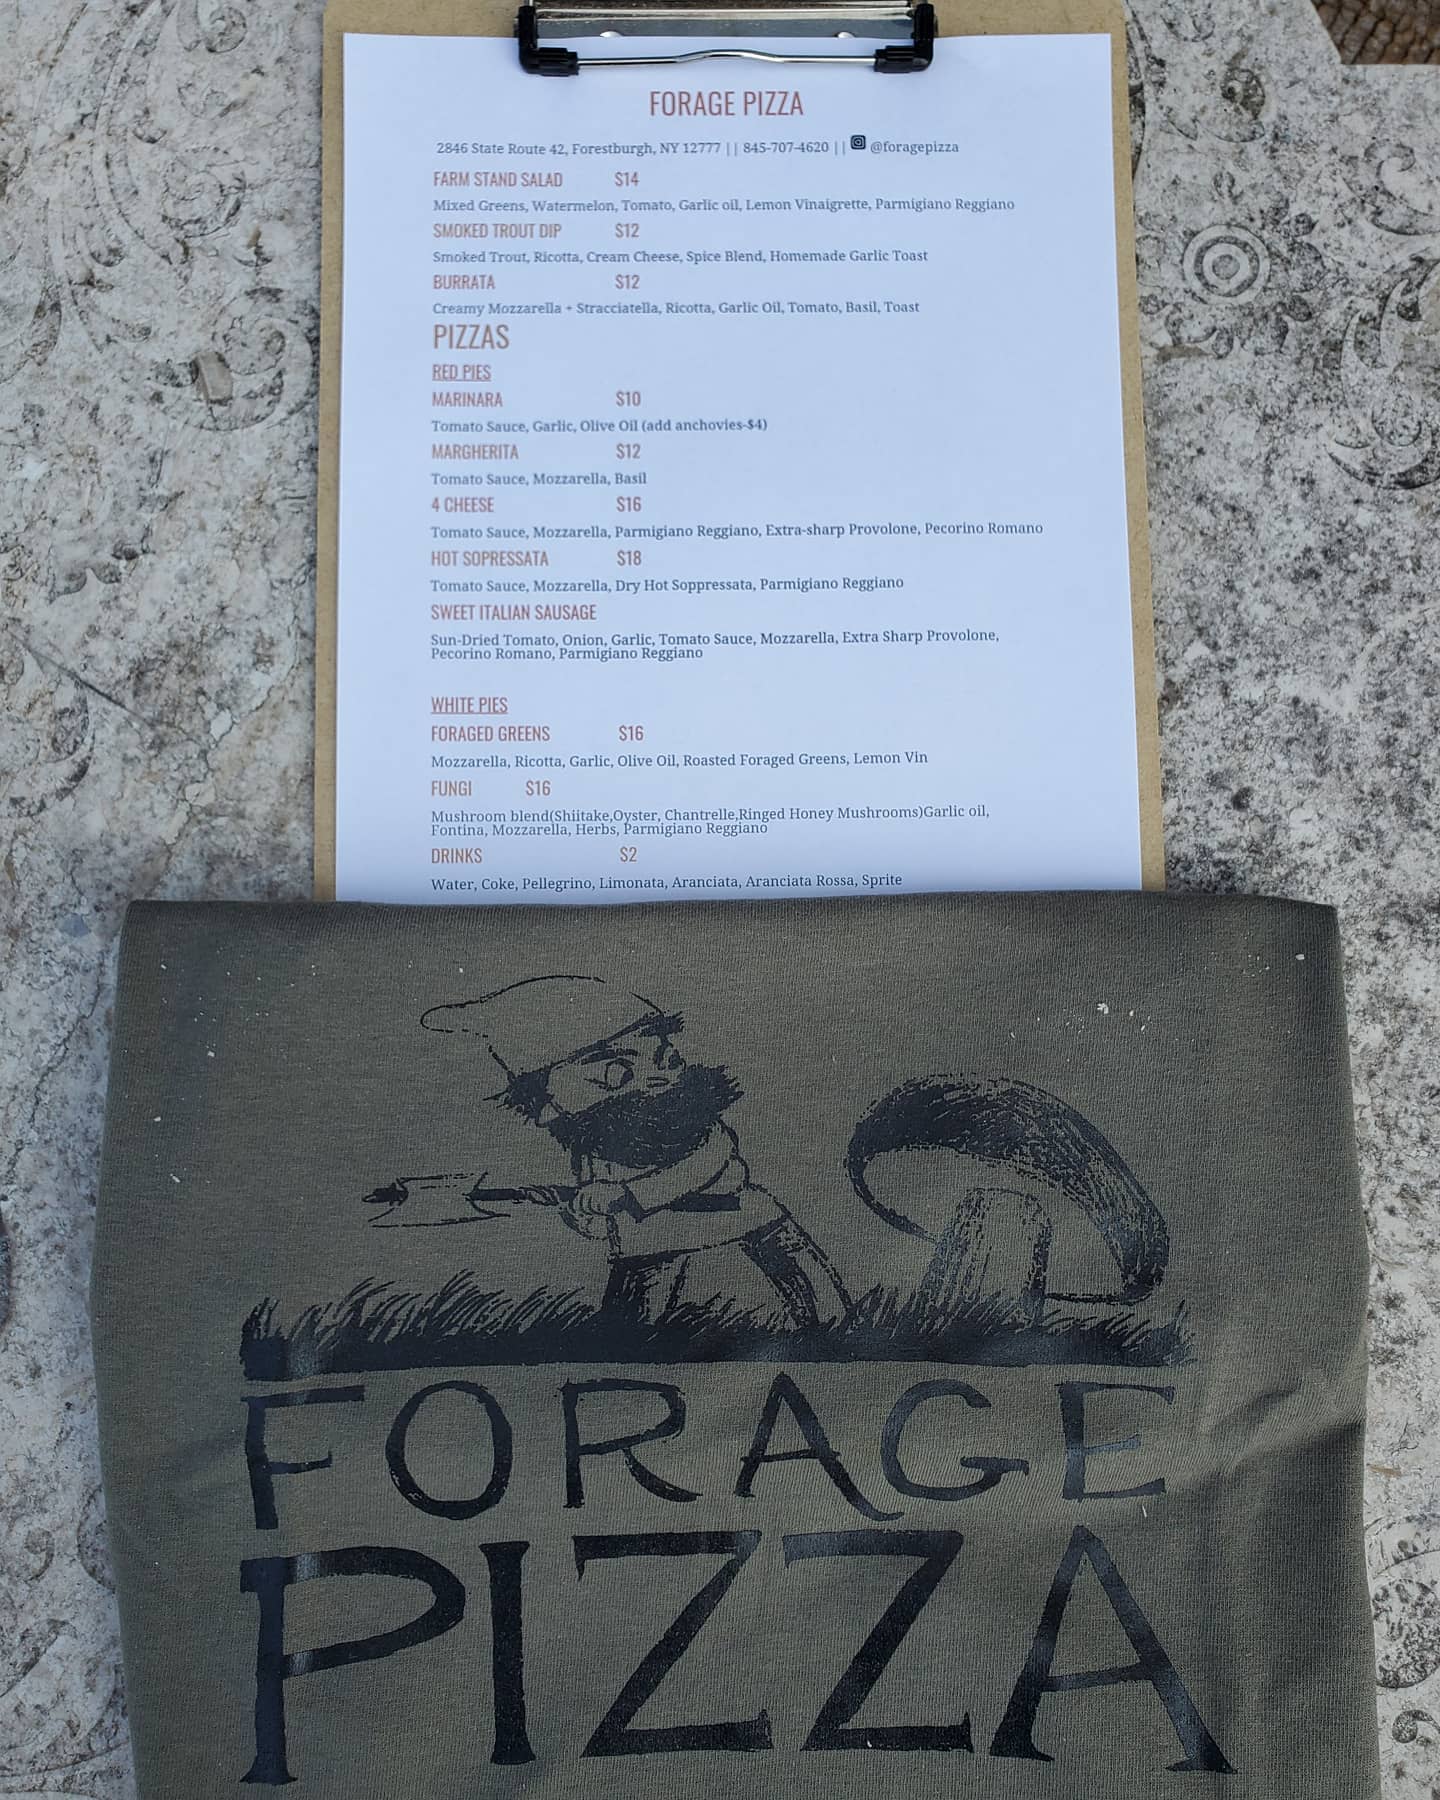 FORAGE PIZZA
2846 State Route 42, Forestburgh, NY 12777 || 845-707-4620 || @foragepizza
FARM STAND SALAD $14
Mixed Greens, Watermelon, Tomato, Garlic oil, Lemon Vinaigrette, Parmigiano Reggiano
SMOKED TROUT DIP $12
Smoked Trout, Ricotta, Cream Cheese, Spice Blend, Homemade Garlic Toast
BURRATA $12
Creamy Mozzarella + Stracciatella, Ricotta, Garlic Oil, Tomato, Basil, Toast
PIZZAS
RED PIES
MARINARA $10
Tomato Sauce, Garlic, Olive Oil (add anchovies-$4)
MARGHERITA $12
Tomato Sauce, Mozzarella, Basil
4 CHEESE $16
Tomato Sauce, Mozzarella, Parmigiano Reggiano, Extra-sharp Provolone, Pecorino Romano
HOT SOPRESSATA $18
Tomato Sauce, Mozzarella, Dry Hot Soppressata, Parmigiano Reggiano
SWEET ITALIAN SAUSAGE
Sun-Dried Tomato, Onion, Garlic, Tomato Sauce, Mozzarella, Extra Sharp Provolone,
Pecorino Romano, Parmigiano Reggiano
WHITE PIES
FORAGED GREENS $16
Mozzarella, Ricotta, Garlic, Olive Oil, Roasted Foraged Greens, Lemon Vin
FUNGI $16
Mushroom blend(Shiitake,Oyster, Chantrelle,Ringed Honey Mushrooms)Garlic oil,
Fontina, Mozzarella, Herbs, Parmigiano Reggiano
DRINKS $2
Water, Coke, Pellegrino, Limonata, Aranciata, Aranciata Rossa, Sprite
FORAGE
PIZZA